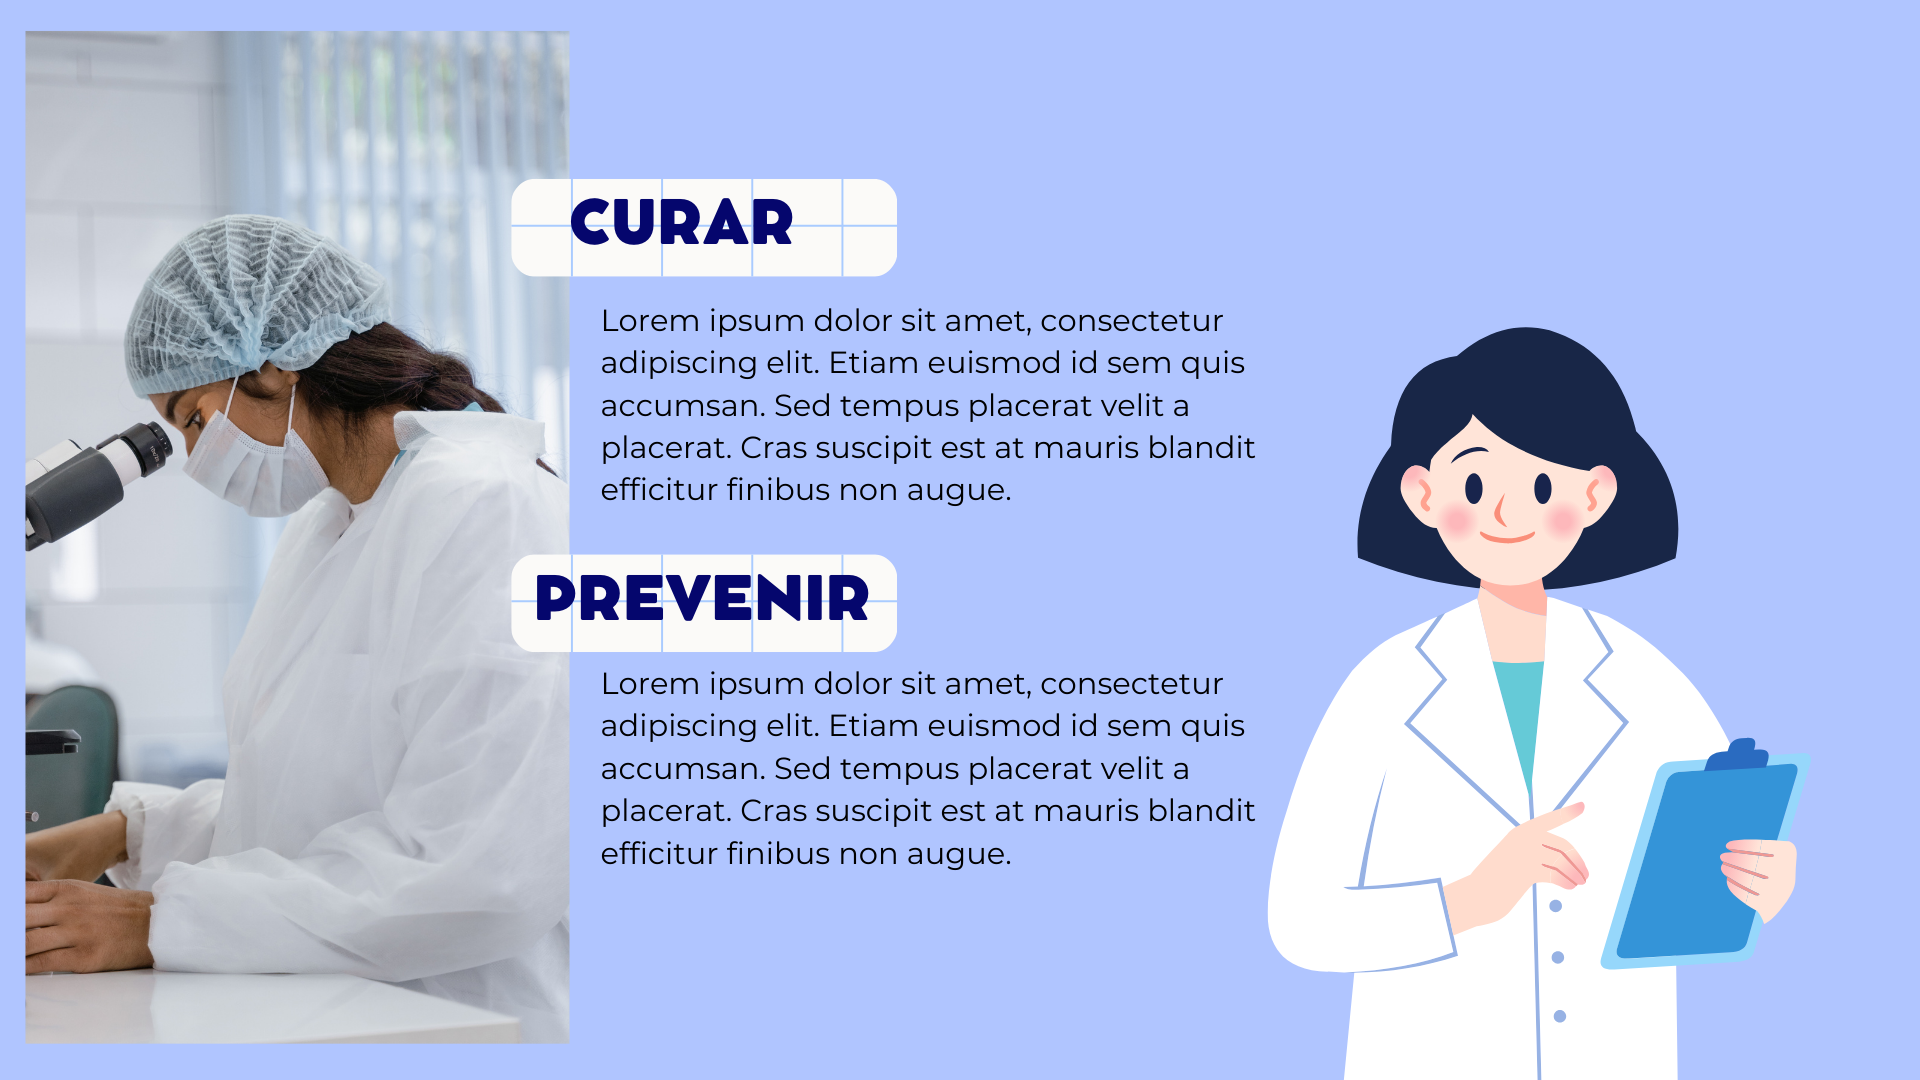 CURAR
Lorem ipsum dolor sit amet, consectetur
adipiscing elit. Etiam euismod id sem quis
accumsan. Sed tempus placerat velit a
placerat. Cras suscipit est at mauris blandit
efficitur finibus non augue.
PREVENIR
Lorem ipsum dolor sit amet, consectetur
adipiscing elit. Etiam euismod id sem quis
accumsan. Sed tempus placerat velit a
placerat. Cras suscipit est at mauris blandit
efficitur finibus non augue.